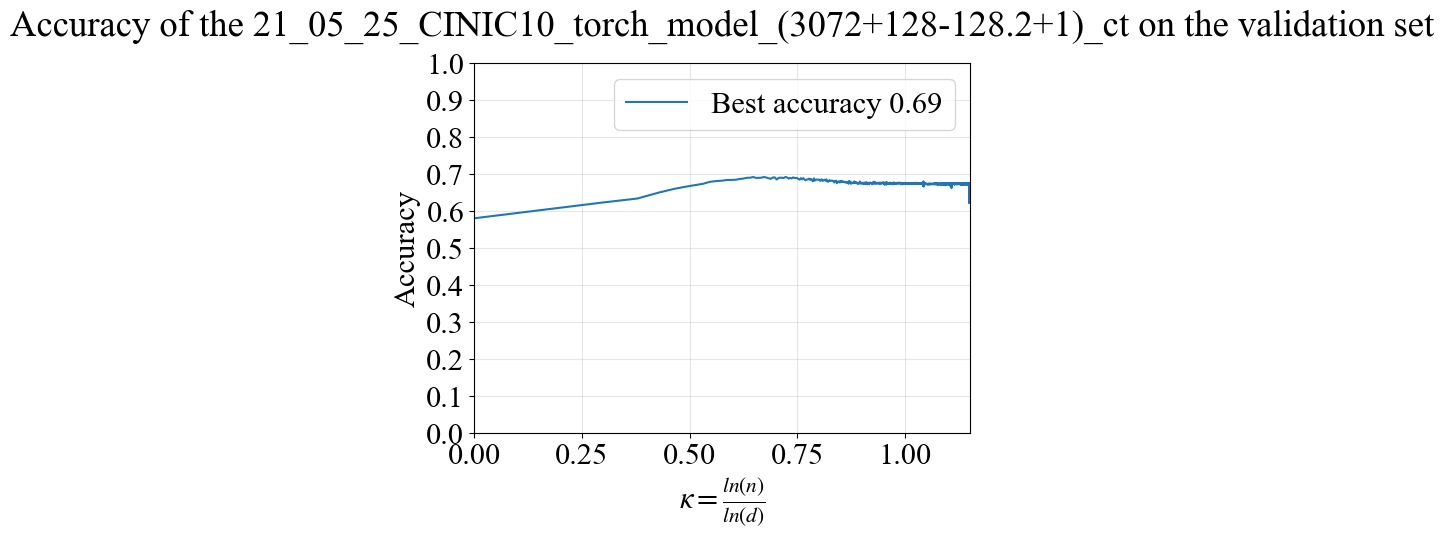 Accuracy of the 21_05_25_CINIC10_torch_model_(3072+128-128.2+1)_ct on the validation set
Best accuracy 0.69
Accuracy
1.0
0.9
0.8
0.7
0.6
0.5
0.4
0.3
0.2
0.1
0.0
0.00 0.25 0.50 0.75 1.00
κ = ln(n) / ln(d)